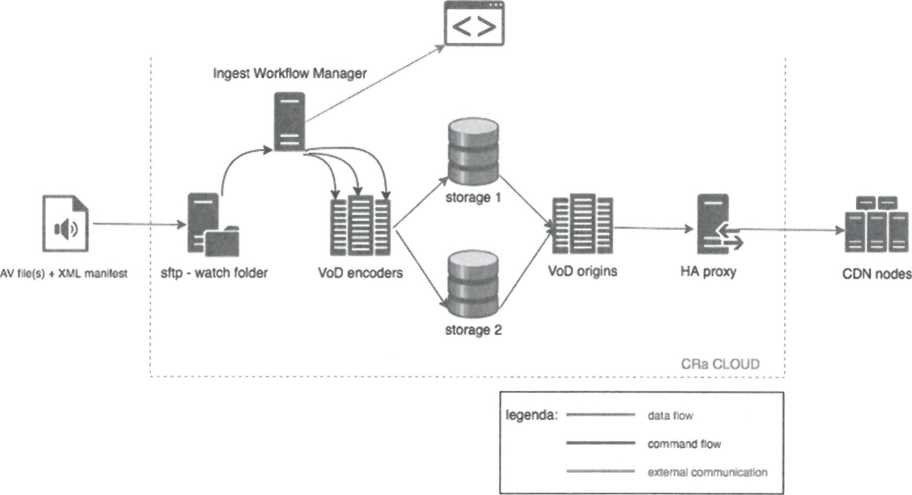 Ingest Workflow Manager
storage 1
AV file(s) + XML manifest
sftp - watch folder
VoD encoders
VoD origins
HA proxy
CDN nodes
storage 2
CRa CLOUD
legenda:
data flow
command flow
external communication